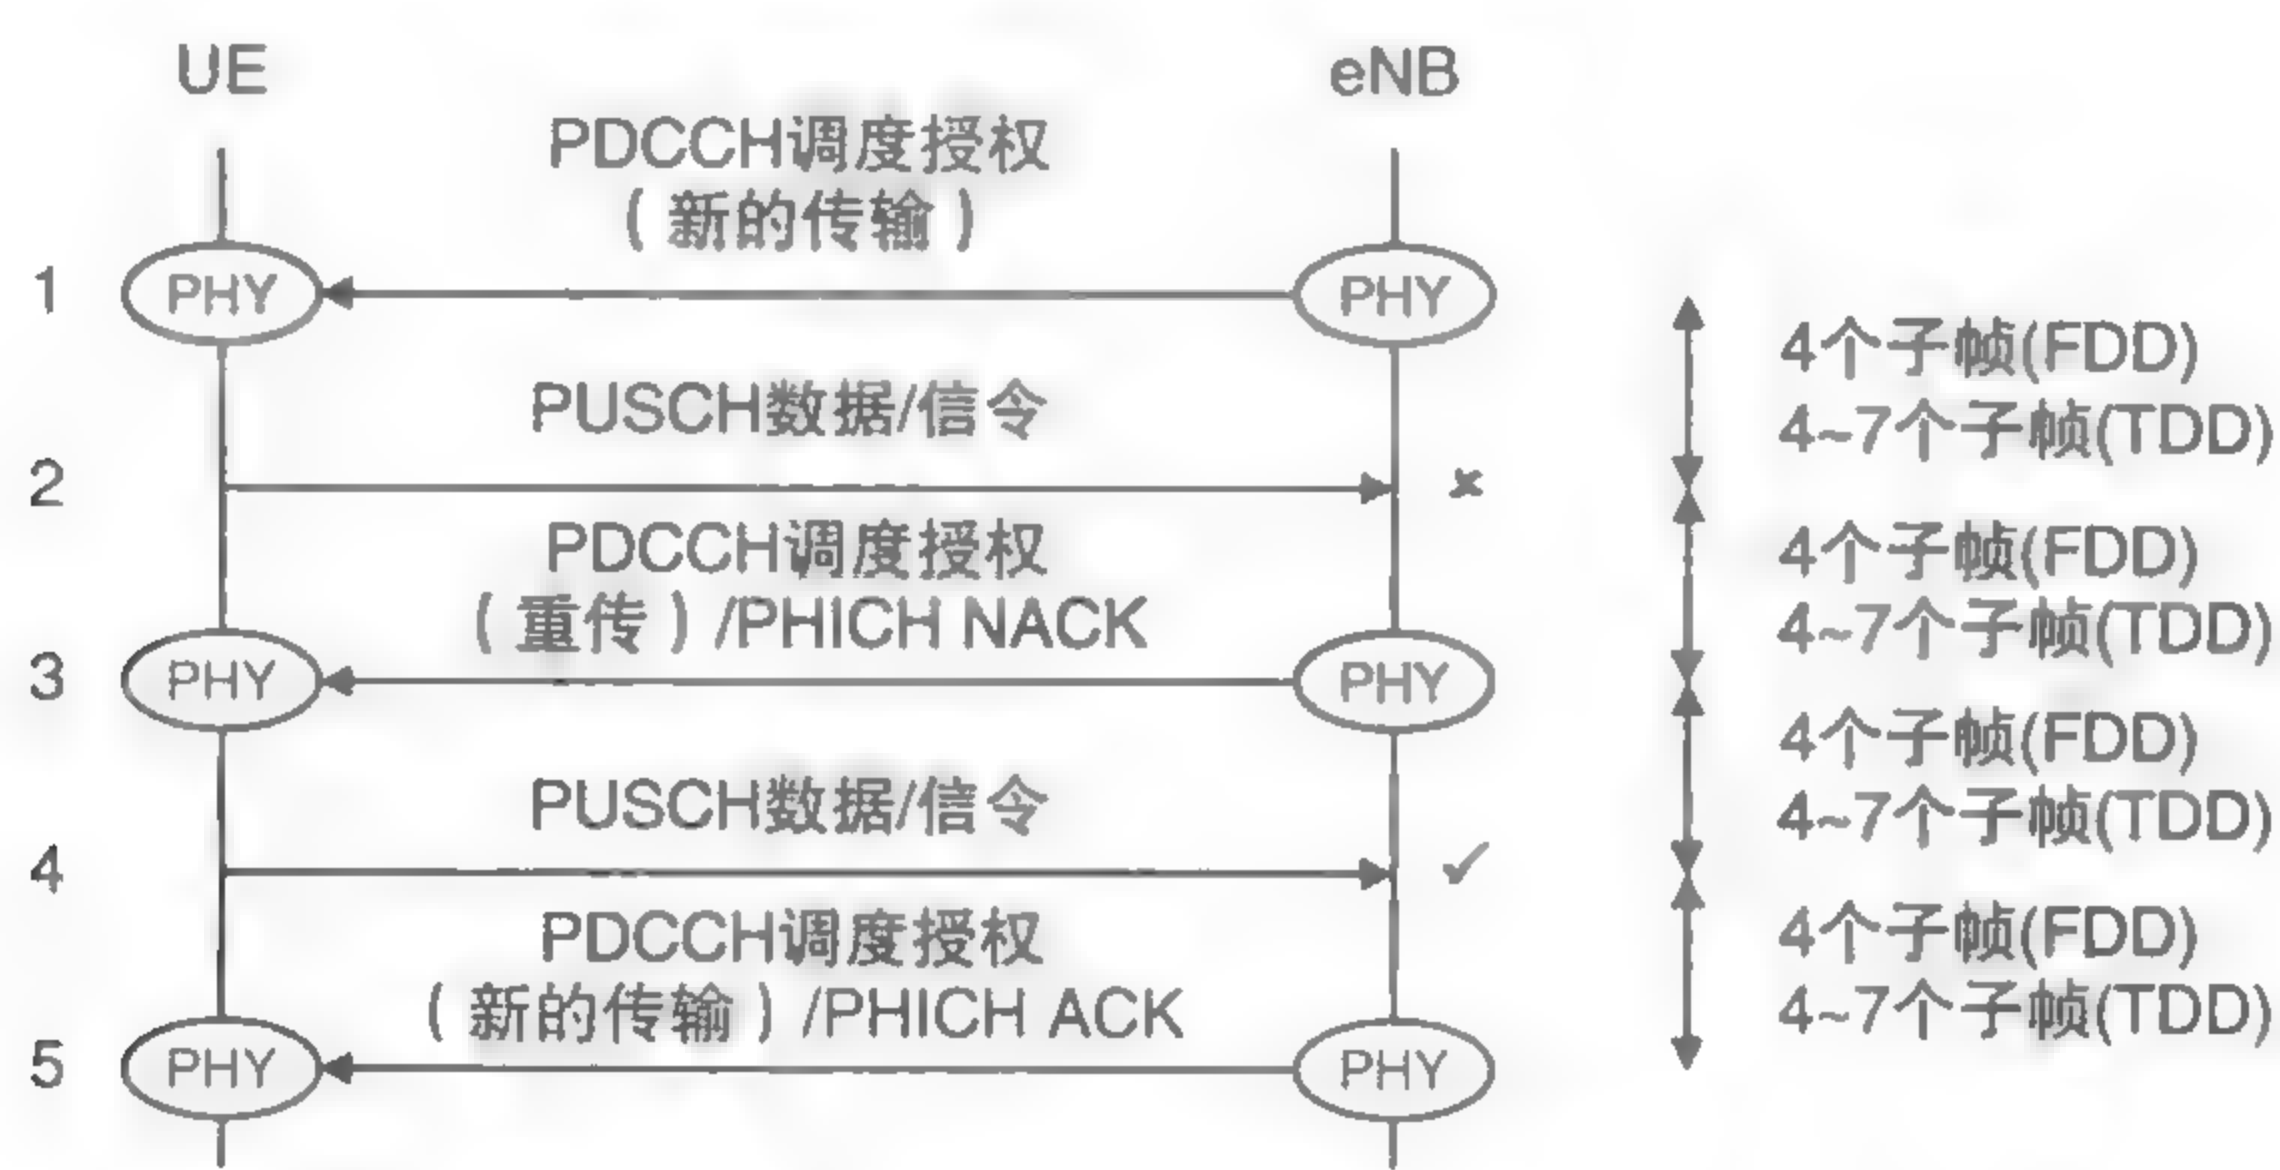 UE
eNB
PDCCH调度授权
（新的传输）
1
PHY
PHY
4个子帧(FDD)
4~7个子帧(TDD)
PUSCH数据/信令
2
PDCCH调度授权
（重传）/PHICH NACK
4个子帧(FDD)
4~7个子帧(TDD)
3
PHY
PHY
PUSCH数据/信令
4个子帧(FDD)
4~7个子帧(TDD)
4
PDCCH调度授权
（新的传输）/PHICH ACK
4个子帧(FDD)
4~7个子帧(TDD)
5
PHY
PHY